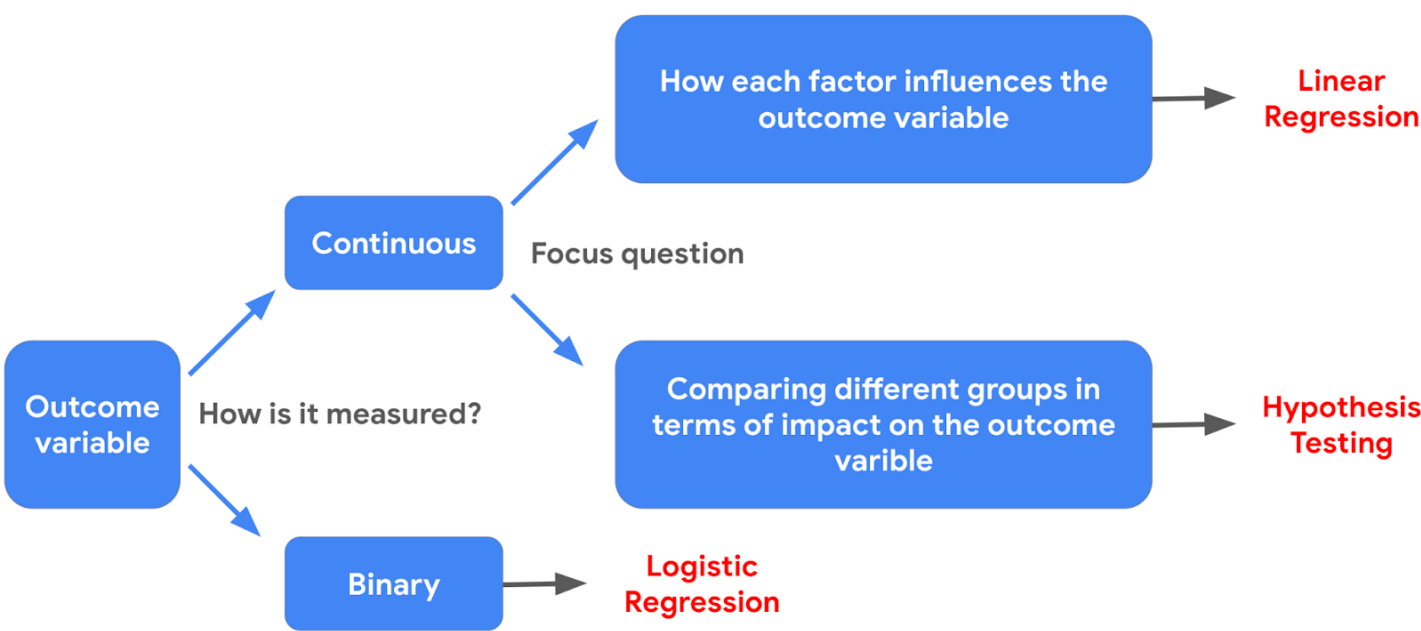 How each factor influences the
outcome variable
Linear
Regression
Continuous
Focus question
Outcome
variable
How is it measured?
Comparing different groups in
terms of impact on the outcome
varible
Hypothesis
Testing
Binary
Logistic
Regression